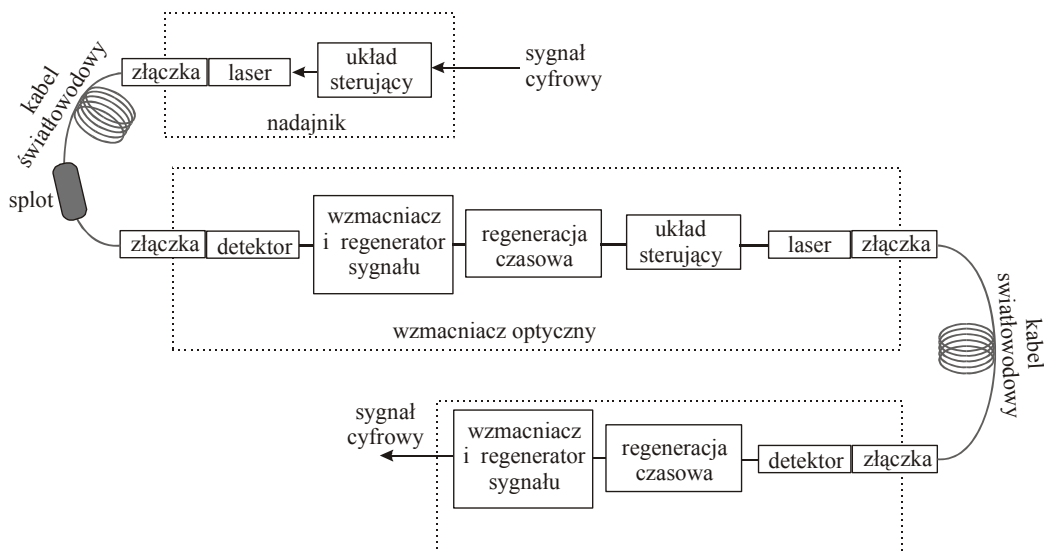 układ
sterujący
sygnał
cyfrowy
złączka
laser
nadajnik
kabel
światłowodowy
splot
złączka
detektor
wzmacniacz
i regenerator
sygnału
regeneracja
czasowa
układ
sterujący
laser
złączka
wzmacniacz optyczny
kabel
swiatłowodowy
sygnał
cyfrowy
wzmacniacz
i regenerator
sygnału
regeneracja
czasowa
detektor
złączka